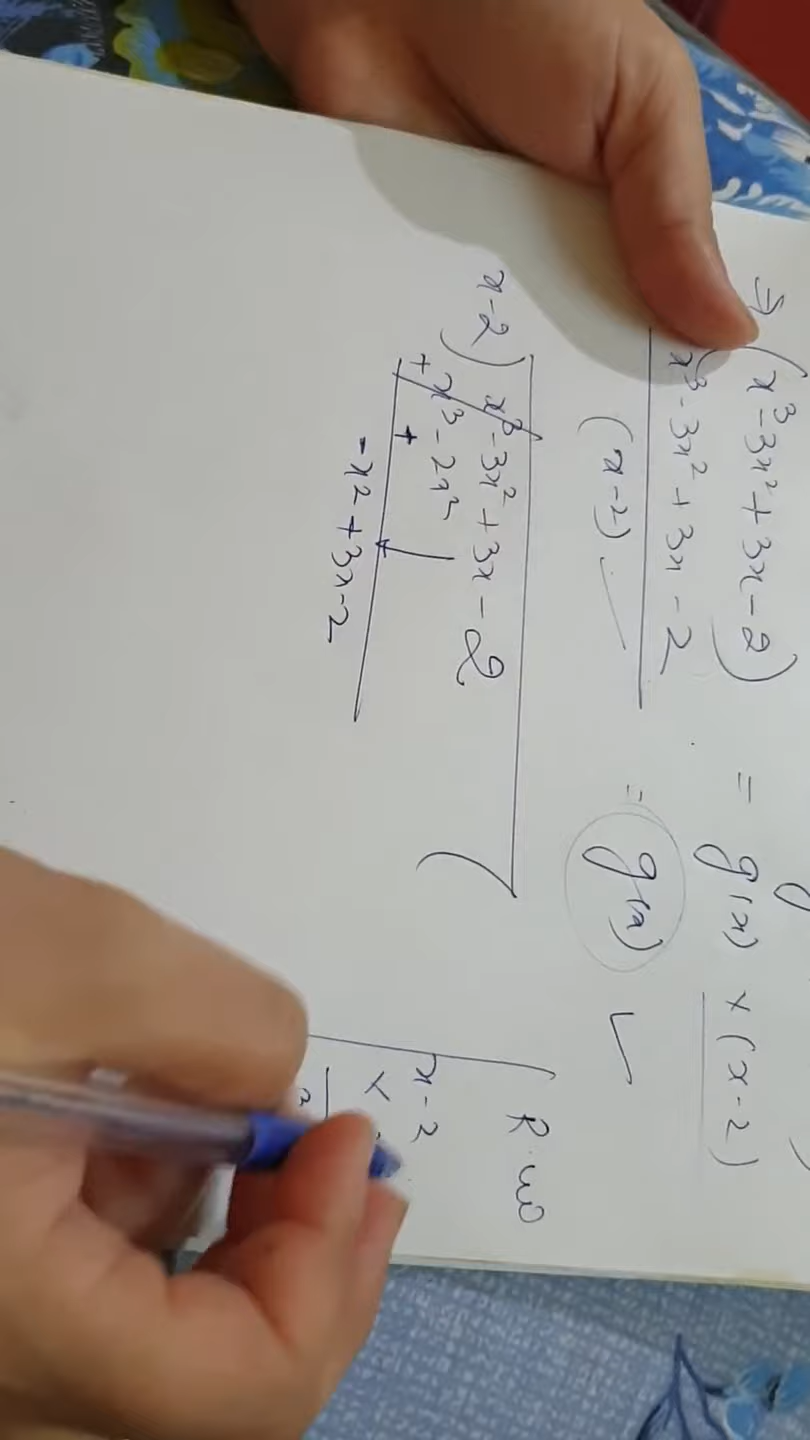 ⇒ (x³-3x²+3x-2) = g(x) × (x-2)
x³-3x²+3x-2 = g(x)
(x-2)
x-2) x³-3x²+3x-2 (
x³-2x²
+ +
-x²+3x-2
R.w
x-2
×